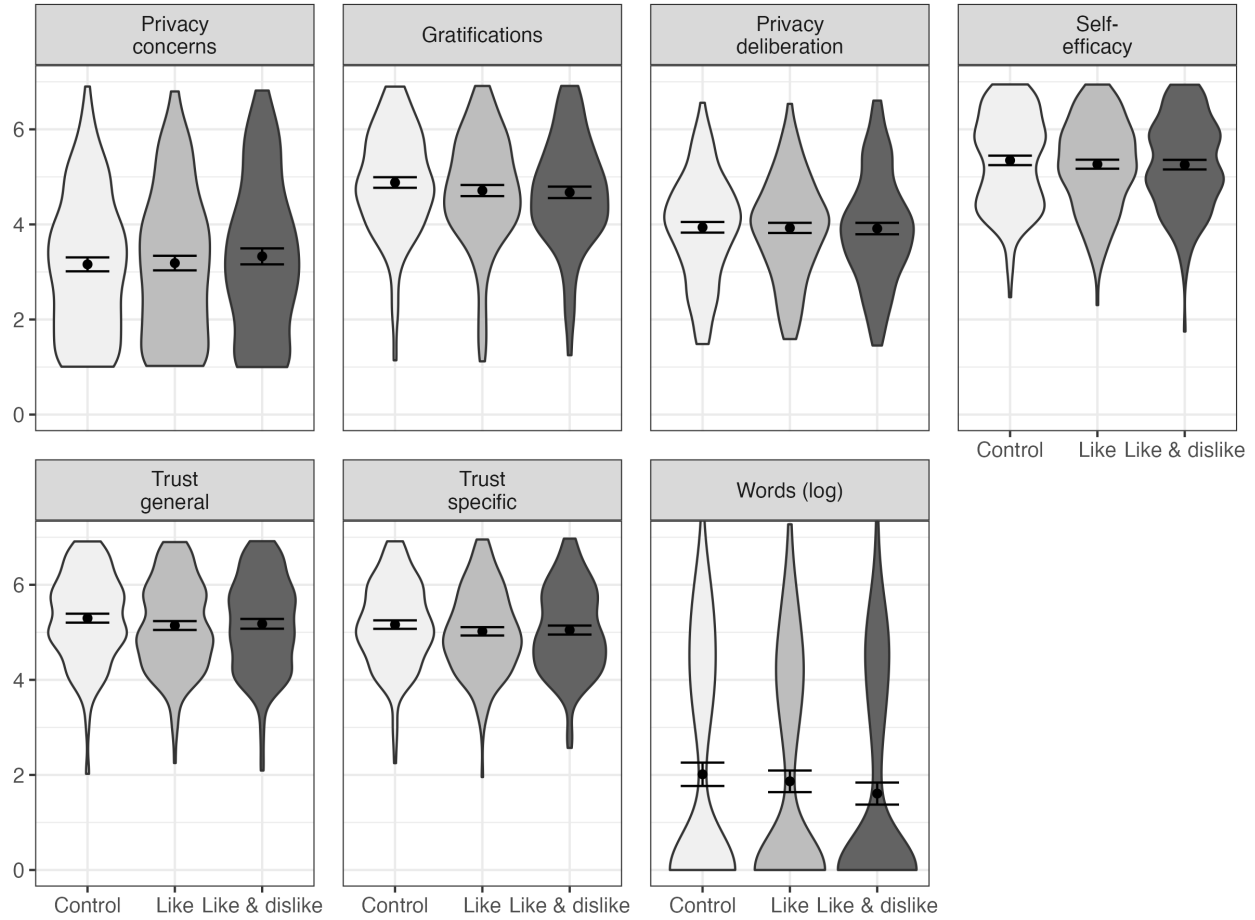 Privacy
concerns
Gratifications
Privacy
deliberation
Self-
efficacy
6
4
2
0
Control Like Like & dislike
Trust
general
Trust
specific
Words (log)
6
4
2
0
Control Like Like & dislike
Control Like Like & dislike
Control Like Like & dislike